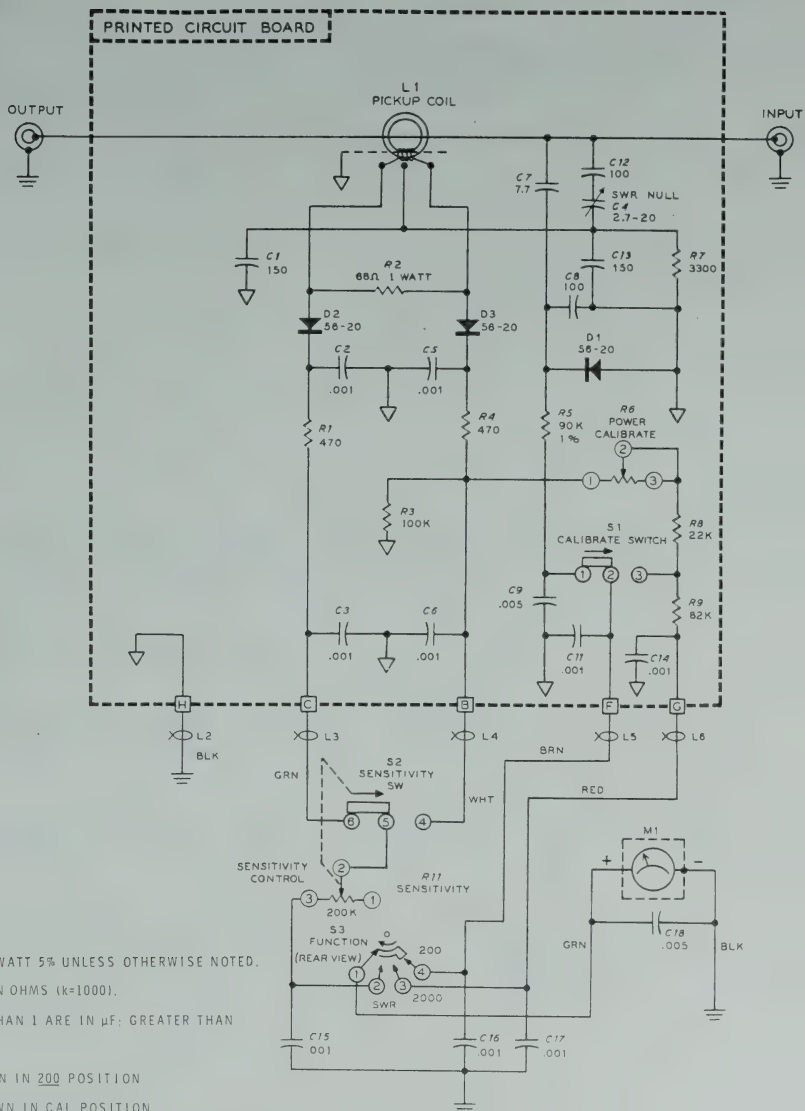 PRINTED CIRCUIT BOARD
L1
PICKUP COIL
OUTPUT
INPUT
C7
7.7
C12
100
SWR NULL
C4
2.7-20
C1
150
R2
68Ω 1 WATT
C13
150
C8
100
R7
3300
D2
56-20
D3
56-20
D1
56-20
C2
.001
C5
.001
R1
470
R4
470
R5
90K
1%
R6
POWER
CALIBRATE
2
1
3
R3
100K
S1
CALIBRATE SWITCH
1
2
3
R8
22K
C9
.005
R9
82K
C3
.001
C6
.001
C11
.001
C14
.001
H
C
B
F
G
L2
L3
L4
L5
L6
BLK
GRN
S2
SENSITIVITY
SW
WHT
BRN
RED
6
5
4
M1
+
-
SENSITIVITY
CONTROL
2
R11
SENSITIVITY
3
1
200K
S3
FUNCTION
(REAR VIEW)
O
200
1
2
3
4
SWR
2000
GRN
C18
.005
BLK
C15
001
C16
.001
C17
.001
WATT 5% UNLESS OTHERWISE NOTED.
N OHMS (k=1000).
HAN 1 ARE IN µF; GREATER THAN
N IN 200 POSITION
WN IN CAL POSITION